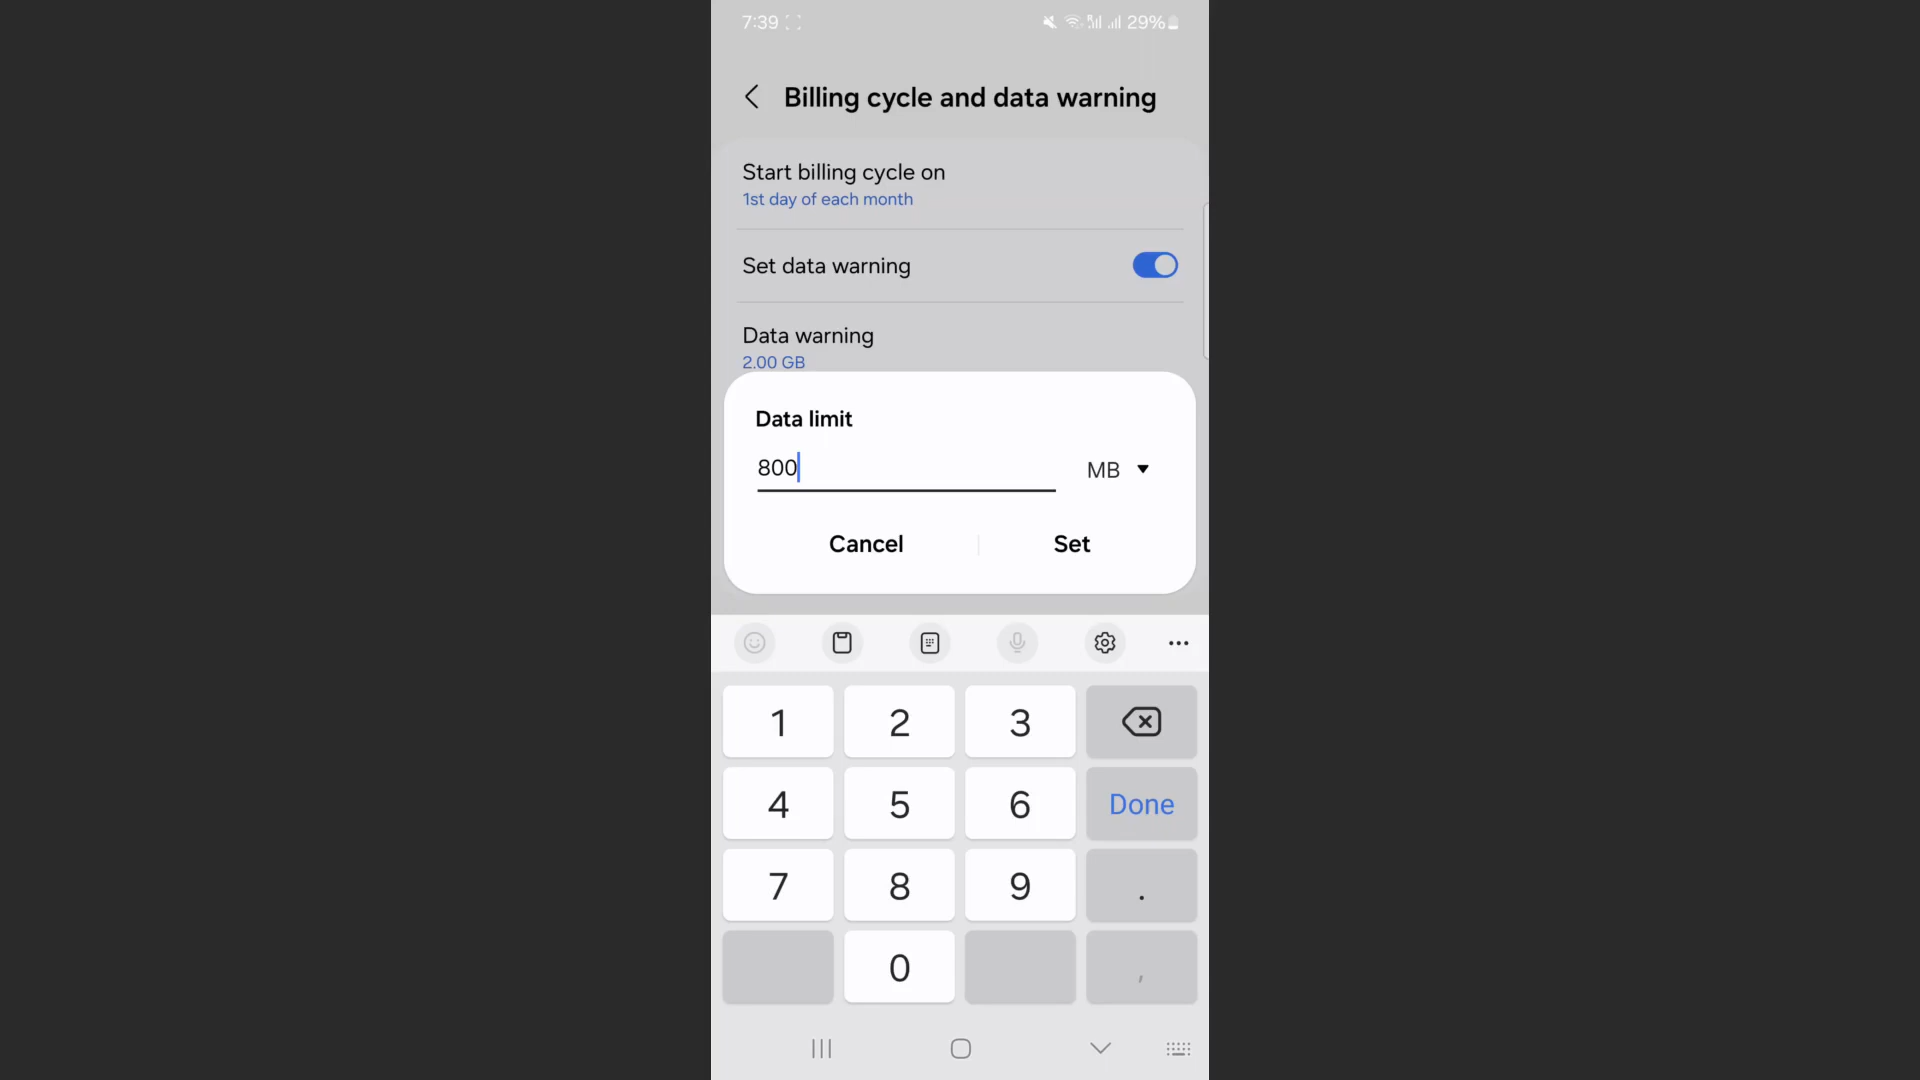 7:39 29%
Billing cycle and data warning
Start billing cycle on
1st day of each month
Set data warning
Data warning
2.00 GB
Data limit
800 MB
Cancel Set
1 2 3
4 5 6 Done
7 8 9 .
0 ,